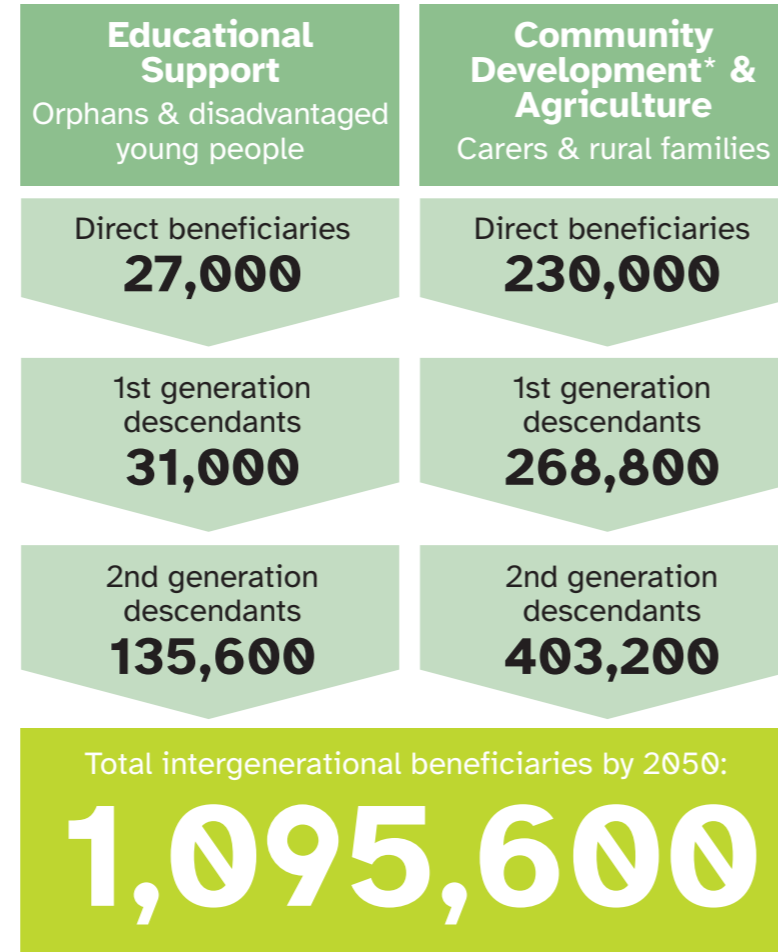 Educational
Support
Orphans & disadvantaged
young people
Direct beneficiaries
27,000
1st generation
descendants
31,000
2nd generation
descendants
135,600
Community
Development* &
Agriculture
Carers & rural families
Direct beneficiaries
230,000
1st generation
descendants
268,800
2nd generation
descendants
403,200
Total intergenerational beneficiaries by 2050:
1,095,600